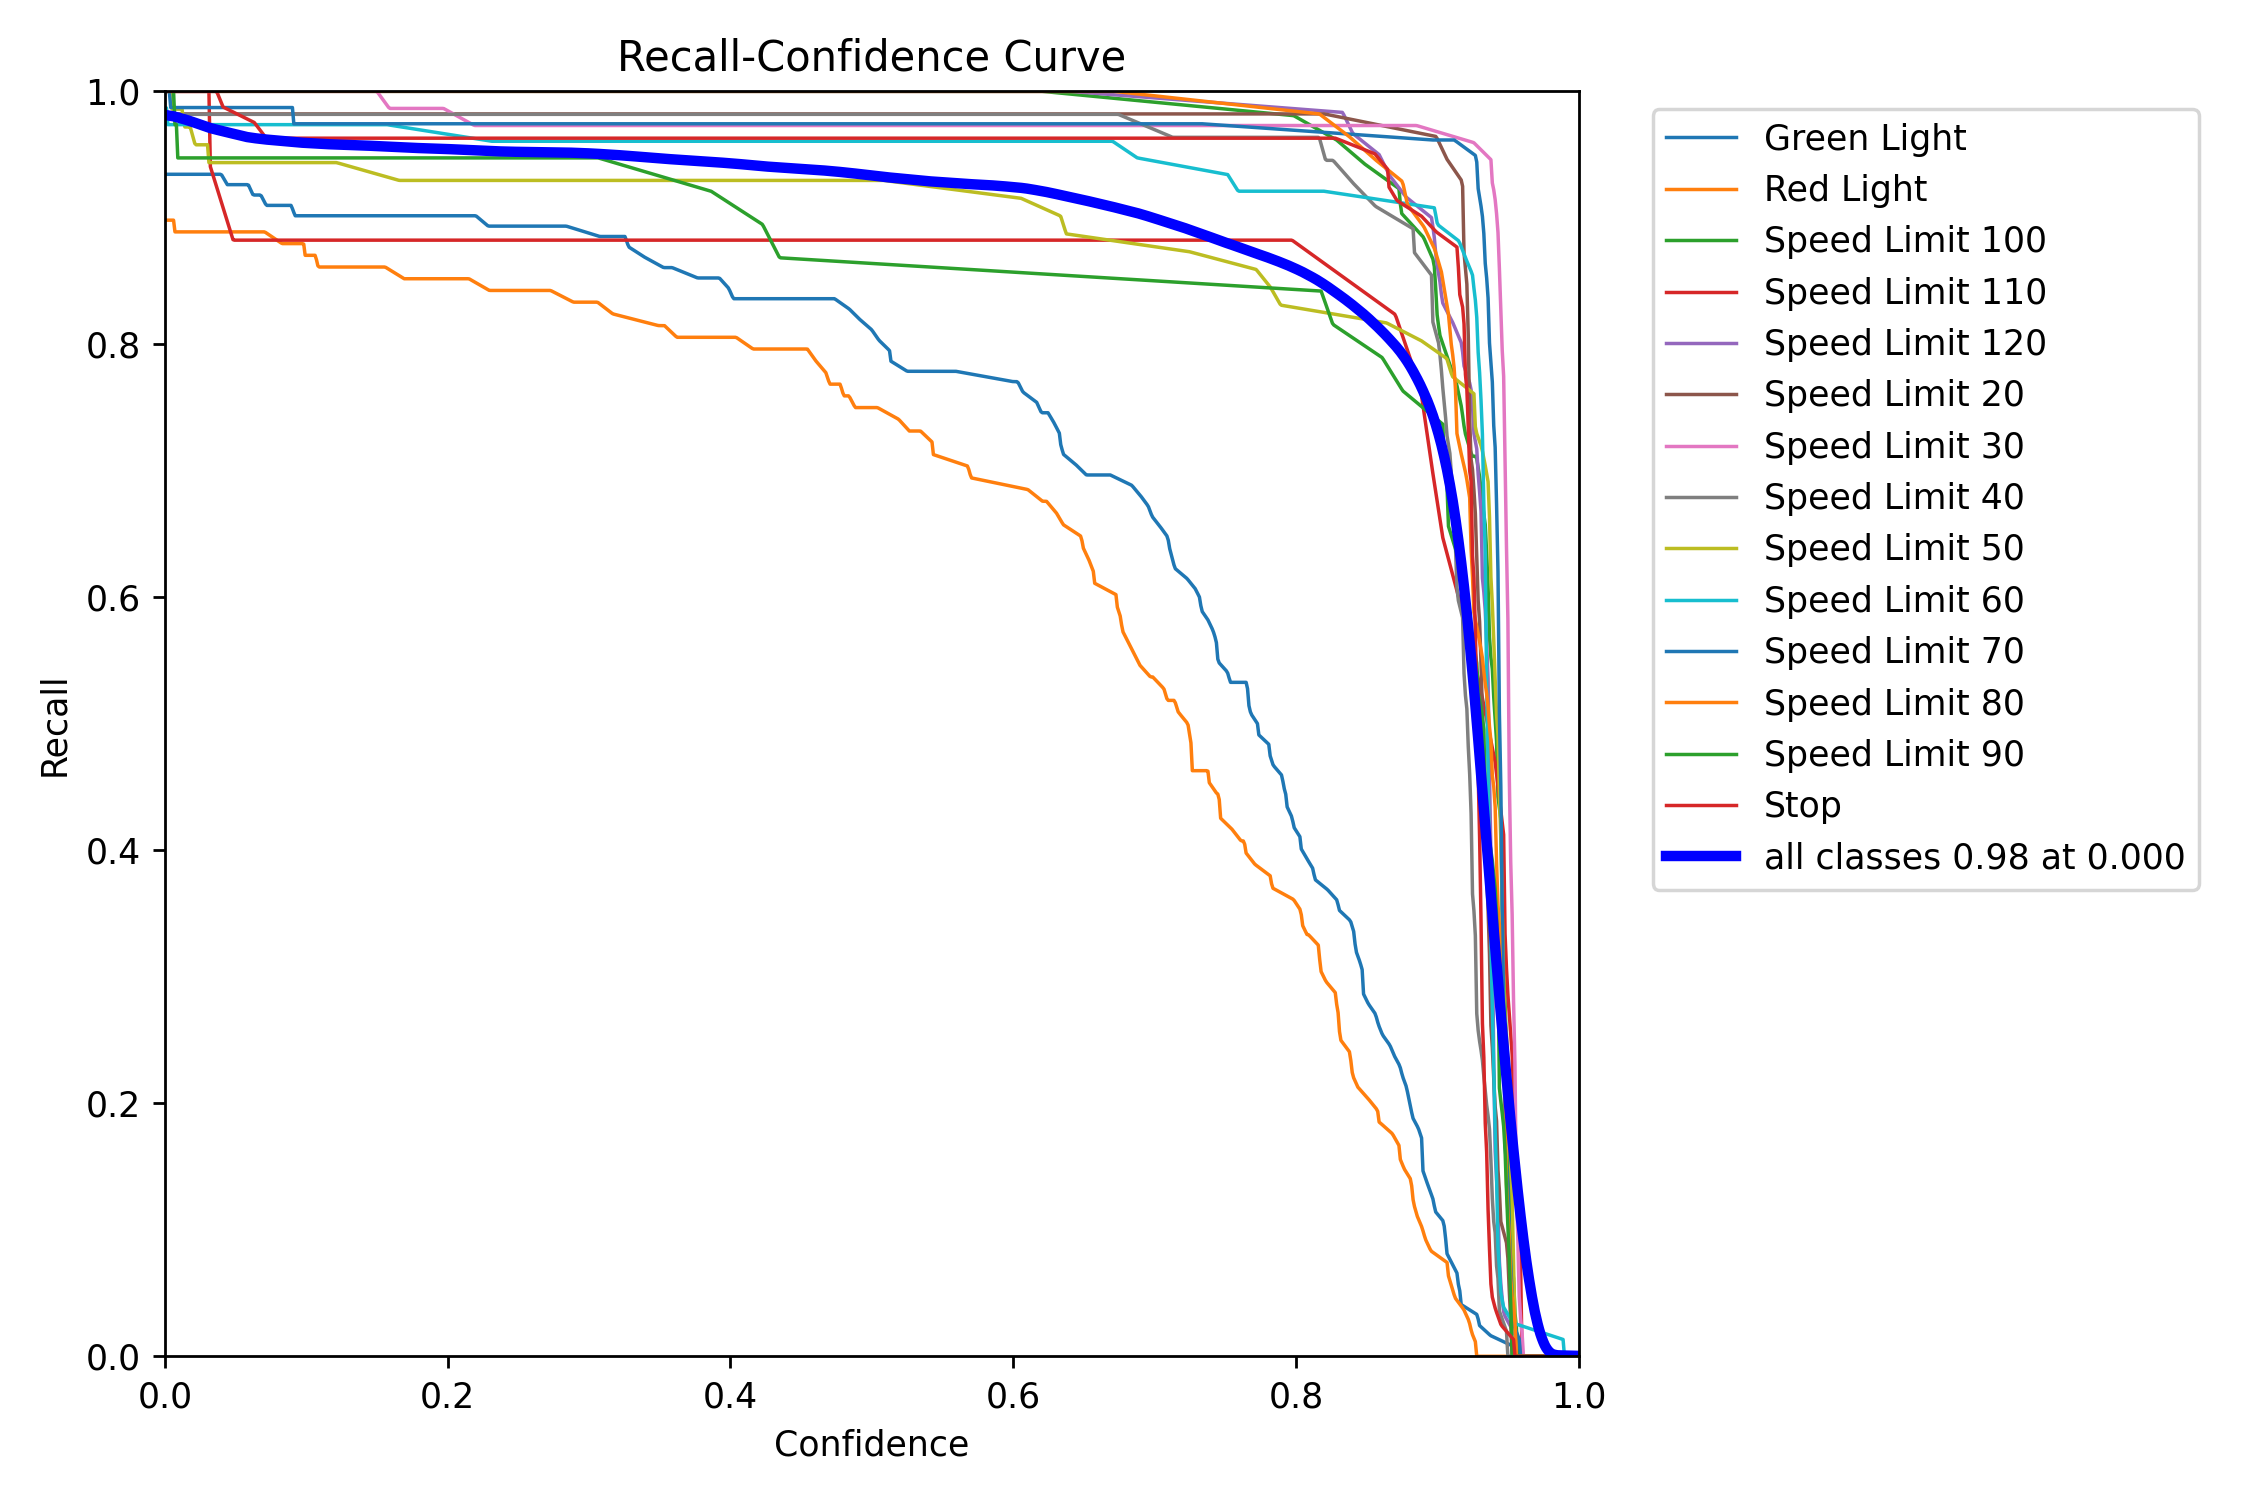 Recall-Confidence Curve
1.0
0.8
0.6
0.4
0.2
0.0
Recall
0.0 0.2 0.4 0.6 0.8 1.0
Confidence
Green Light
Red Light
Speed Limit 100
Speed Limit 110
Speed Limit 120
Speed Limit 20
Speed Limit 30
Speed Limit 40
Speed Limit 50
Speed Limit 60
Speed Limit 70
Speed Limit 80
Speed Limit 90
Stop
all classes 0.98 at 0.000